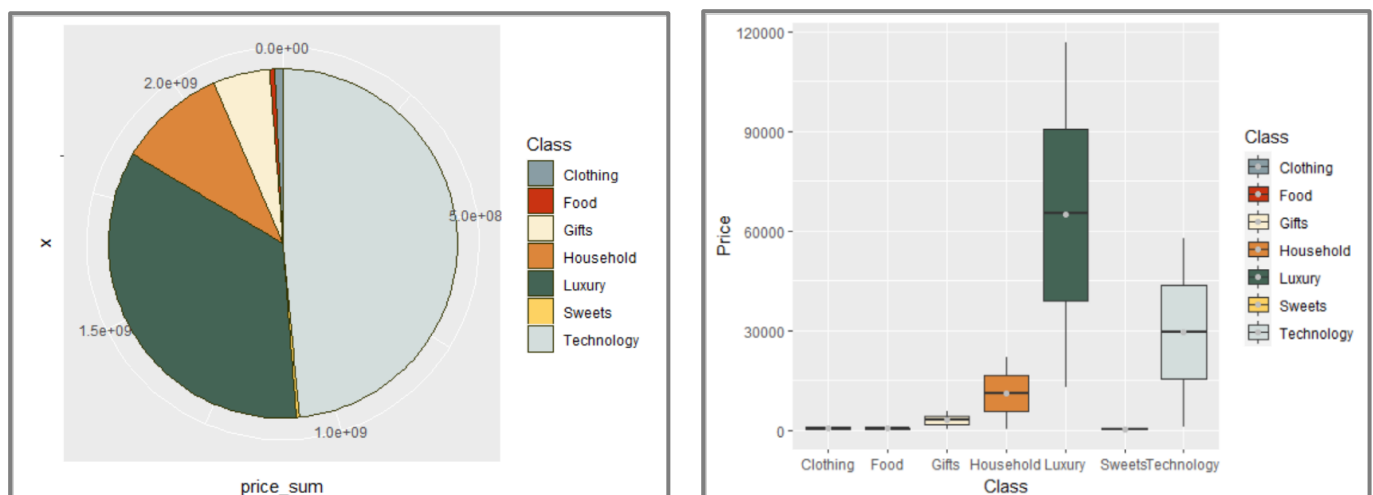 0.0e+00
2.0e+09
5.0e+08
1.5e+09
1.0e+09
x
price_sum
Class
Clothing
Food
Gifts
Household
Luxury
Sweets
Technology
120000
90000
60000
30000
0
Price
Clothing Food Gifts Household Luxury SweetsTechnology
Class
Class
Clothing
Food
Gifts
Household
Luxury
Sweets
Technology